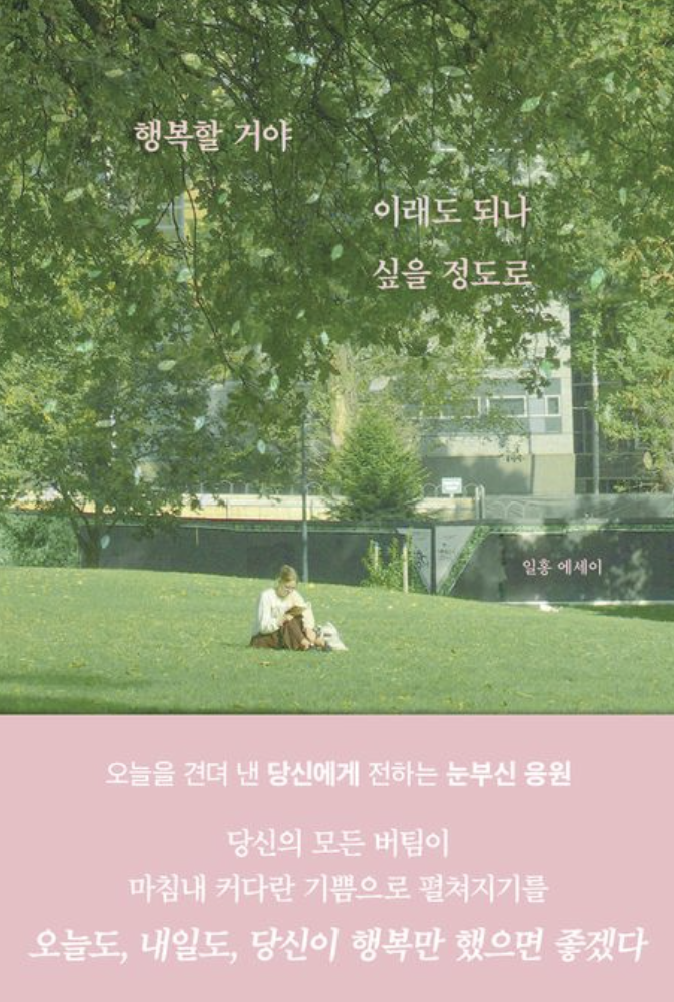 행복할 거야
이래도 되나
싶을 정도로
일홍 에세이
오늘을 견뎌 낸 당신에게 전하는 눈부신 응원
당신의 모든 버팀이
마침내 커다란 기쁨으로 펼쳐지기를
오늘도, 내일도, 당신이 행복만 했으면 좋겠다